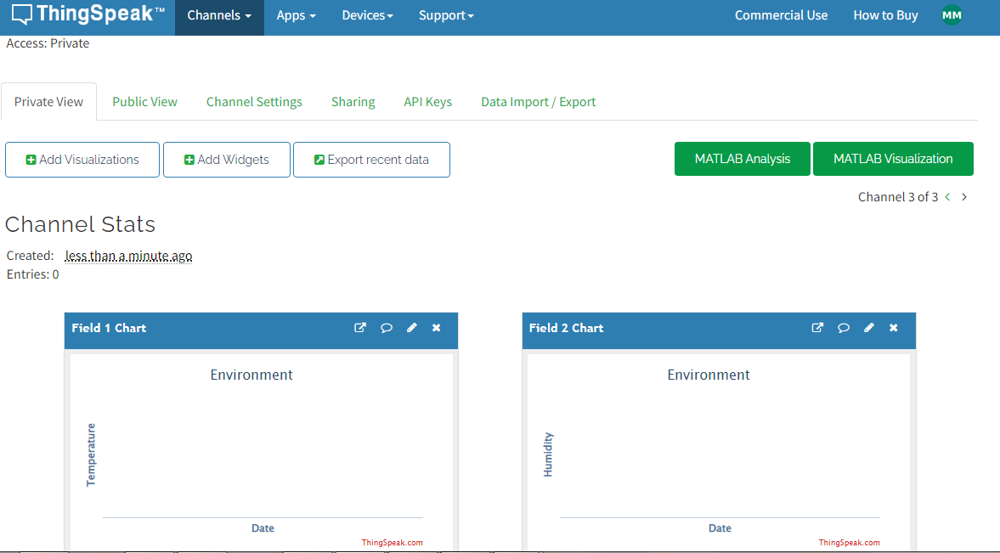 ThingSpeak™ Channels Apps Devices Support Commercial Use How to Buy MM
Access: Private
Private View Public View Channel Settings Sharing API Keys Data Import / Export
Add Visualizations Add Widgets Export recent data MATLAB Analysis MATLAB Visualization
Channel 3 of 3 < >
Channel Stats
Created: less than a minute ago
Entries: 0
Field 1 Chart
Environment
Temperature
Date
ThingSpeak.com
Field 2 Chart
Environment
Humidity
Date
ThingSpeak.com